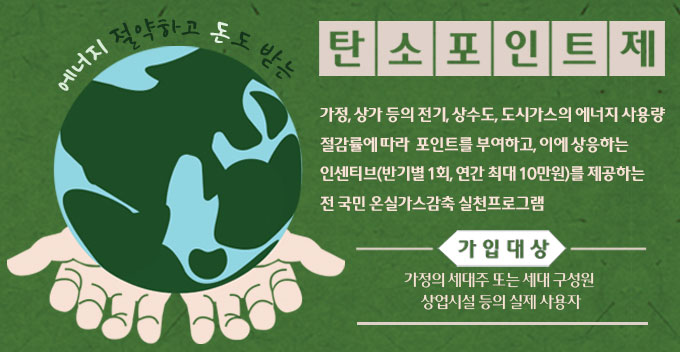 에너지 절약하고 돈도 받는
탄소포인트제
가정, 상가 등의 전기, 상수도, 도시가스의 에너지 사용량
절감률에 따라 포인트를 부여하고, 이에 상응하는
인센티브(반기별 1회, 연간 최대 10만원)를 제공하는
전 국민 온실가스감축 실천프로그램
가입대상
가정의 세대주 또는 세대 구성원
상업시설 등의 실제 사용자